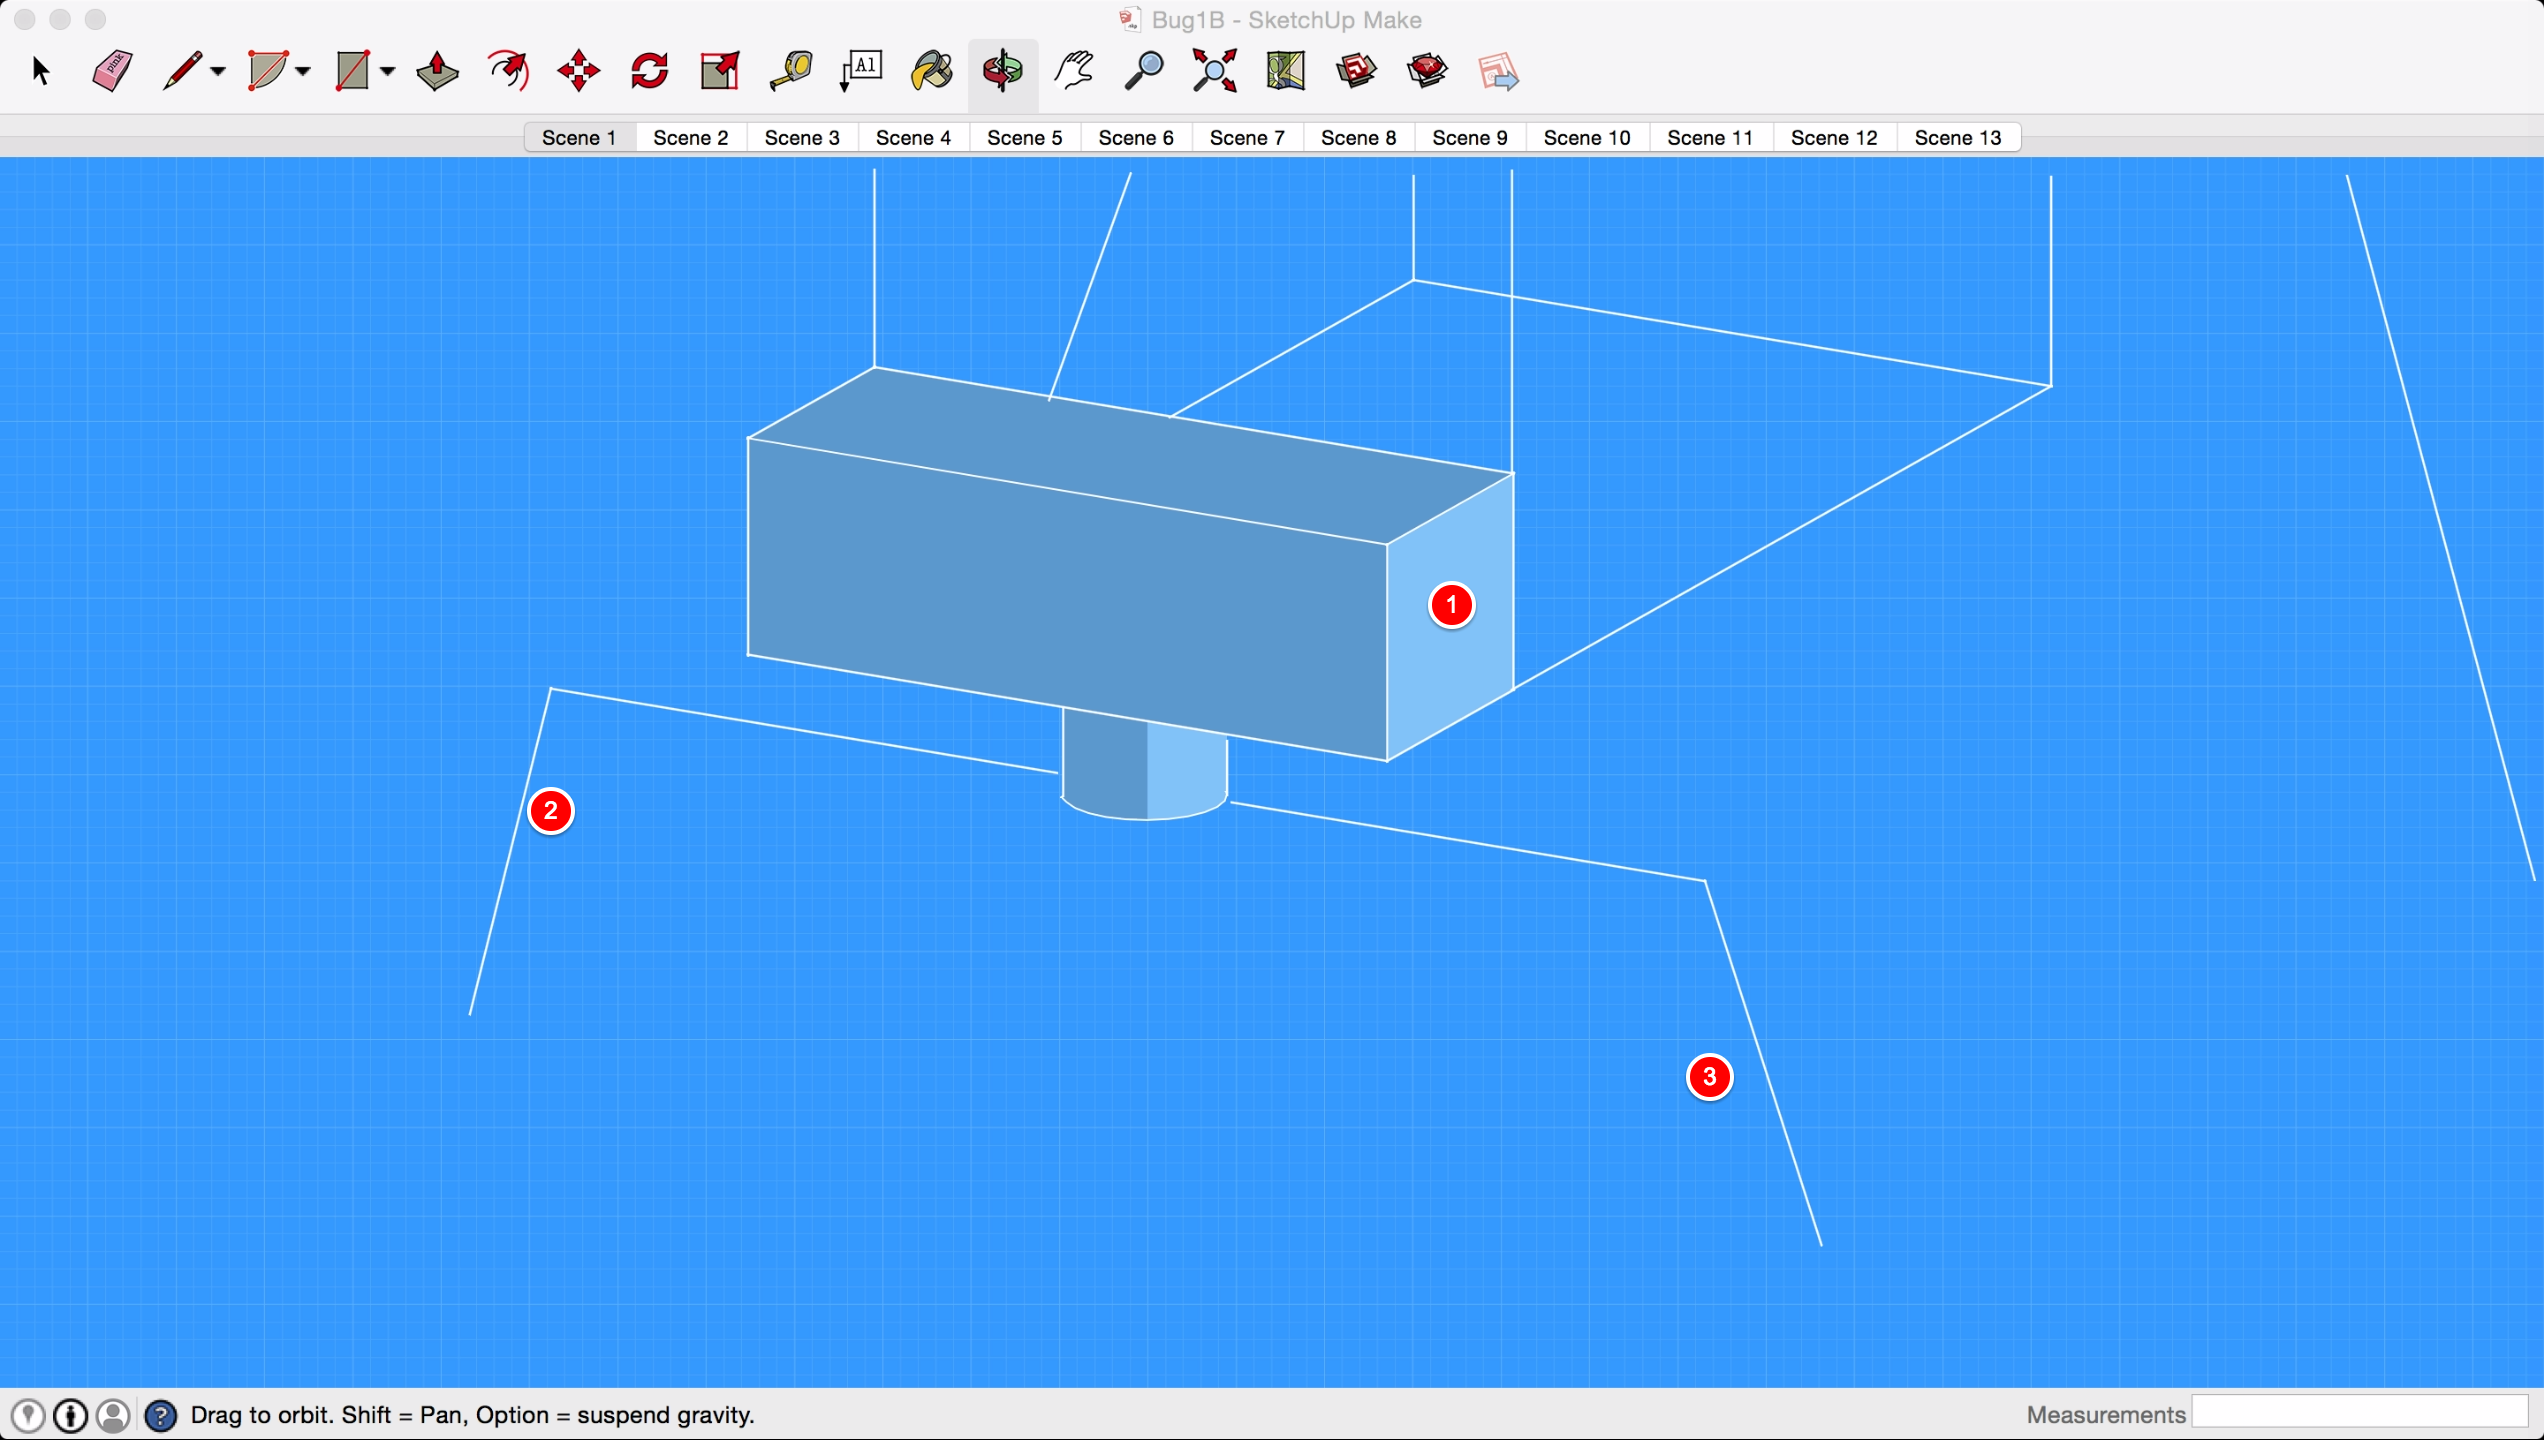 Bug1B - SketchUp Make
pink
A1
Scene 1 Scene 2 Scene 3 Scene 4 Scene 5 Scene 6 Scene 7 Scene 8 Scene 9 Scene 10 Scene 11 Scene 12 Scene 13
1
2
3
? Drag to orbit. Shift = Pan, Option = suspend gravity. Measurements